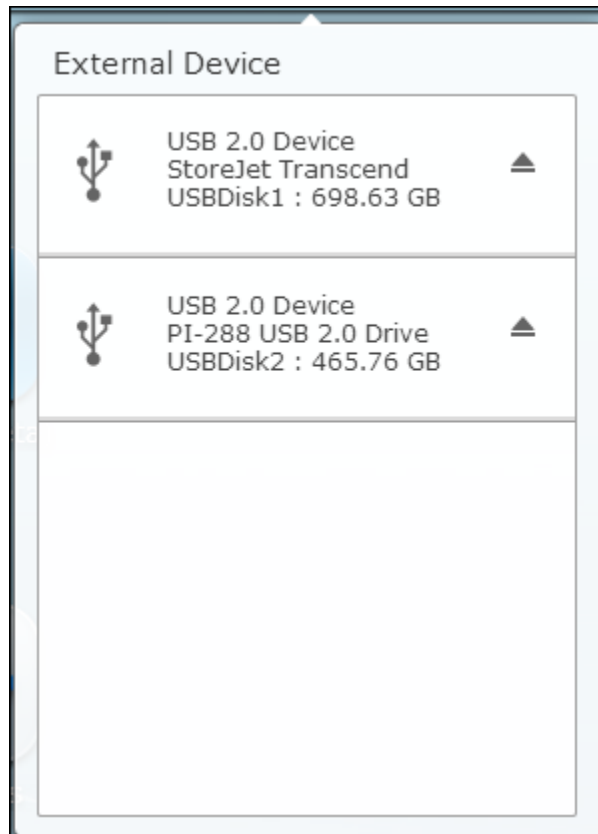 External Device
USB 2.0 Device
StoreJet Transcend
USBDisk1 : 698.63 GB
USB 2.0 Device
PI-288 USB 2.0 Drive
USBDisk2 : 465.76 GB